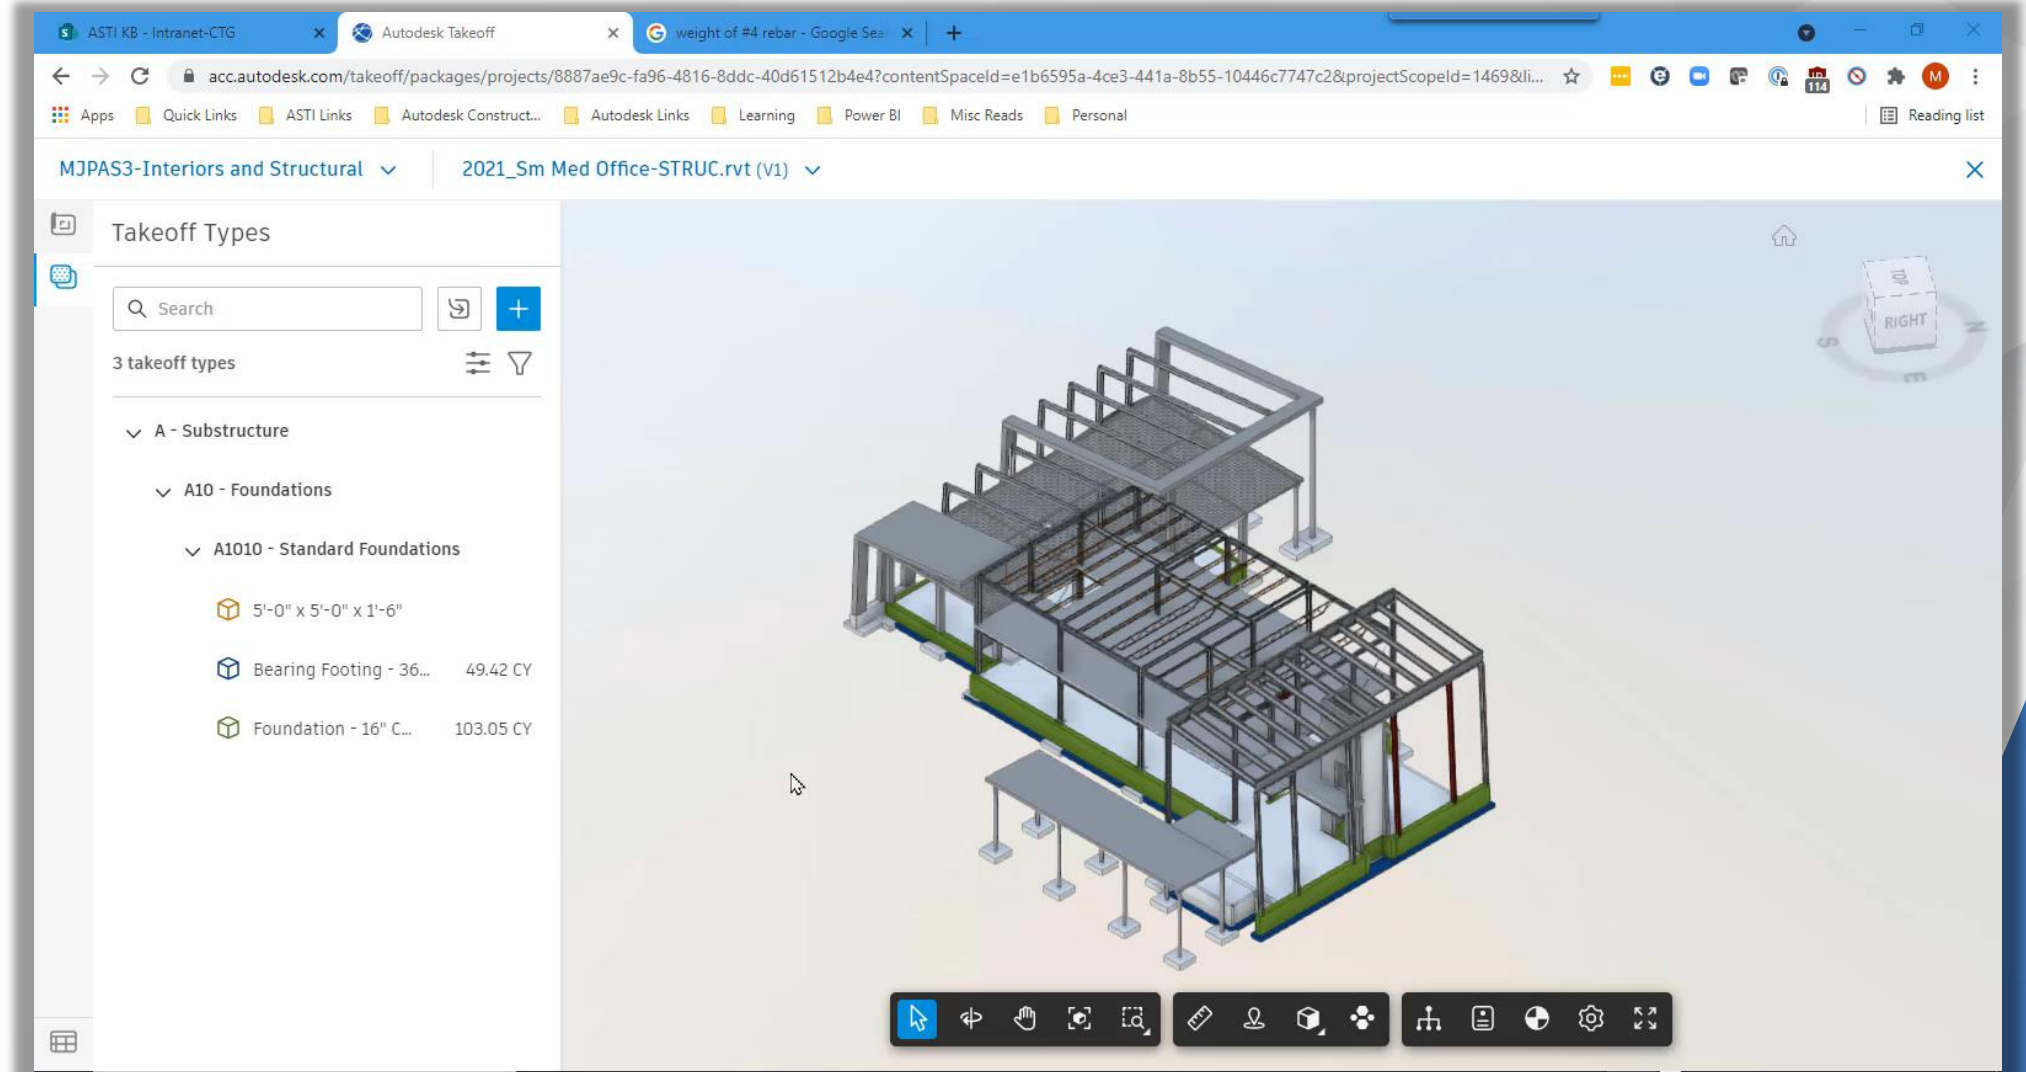 ASTI KB - Intranet-CTG
Autodesk Takeoff
weight of #4 rebar - Google Sea
acc.autodesk.com/takeoff/packages/projects/8887ae9c-fa96-4816-8ddc-40d61512b4e4?contentSpaceId=e1b6595a-4ce3-441a-8b55-10446c7747c2&projectScopeId=1469&li...
114
M
Apps
Quick Links
ASTI Links
Autodesk Construct...
Autodesk Links
Learning
Power BI
Misc Reads
Personal
Reading list
MJPAS3-Interiors and Structural
2021_Sm Med Office-STRUC.rvt (V1)
Takeoff Types
Search
3 takeoff types
A - Substructure
A10 - Foundations
A1010 - Standard Foundations
5'-0" x 5'-0" x 1'-6"
Bearing Footing - 36... 49.42 CY
Foundation - 16" C... 103.05 CY
TOP
RIGHT
N
S
E